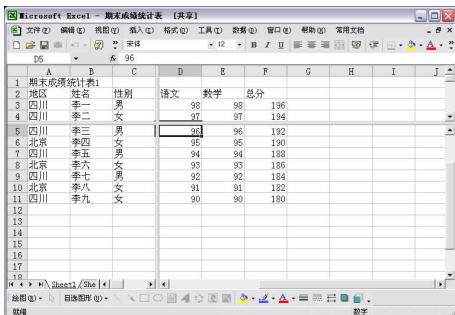 Microsoft Excel - 期末成绩统计表 [共享]
文件(F) 编辑(E) 视图(V) 插入(I) 格式(O) 工具(T) 数据(D) 窗口(W) 帮助(H) 常用文档
宋体 12 B I U
D5 fx 96
A B C D E F G H I J
1 期末成绩统计表1
2 地区 姓名 性别 语文 数学 总分
3 四川 李一 男 98 98 196
4 四川 李二 女 97 97 194
5 四川 李三 男 96 96 192
6 北京 李四 女 95 95 190
7 四川 李五 男 94 94 188
8 北京 李六 女 93 93 186
9 四川 李七 男 92 92 184
10 北京 李八 女 91 91 182
11 四川 李九 女 90 90 180
12
13
14
15
16
17
18
Sheet1 She
绘图(R) 自选图形(U)
就绪 数字